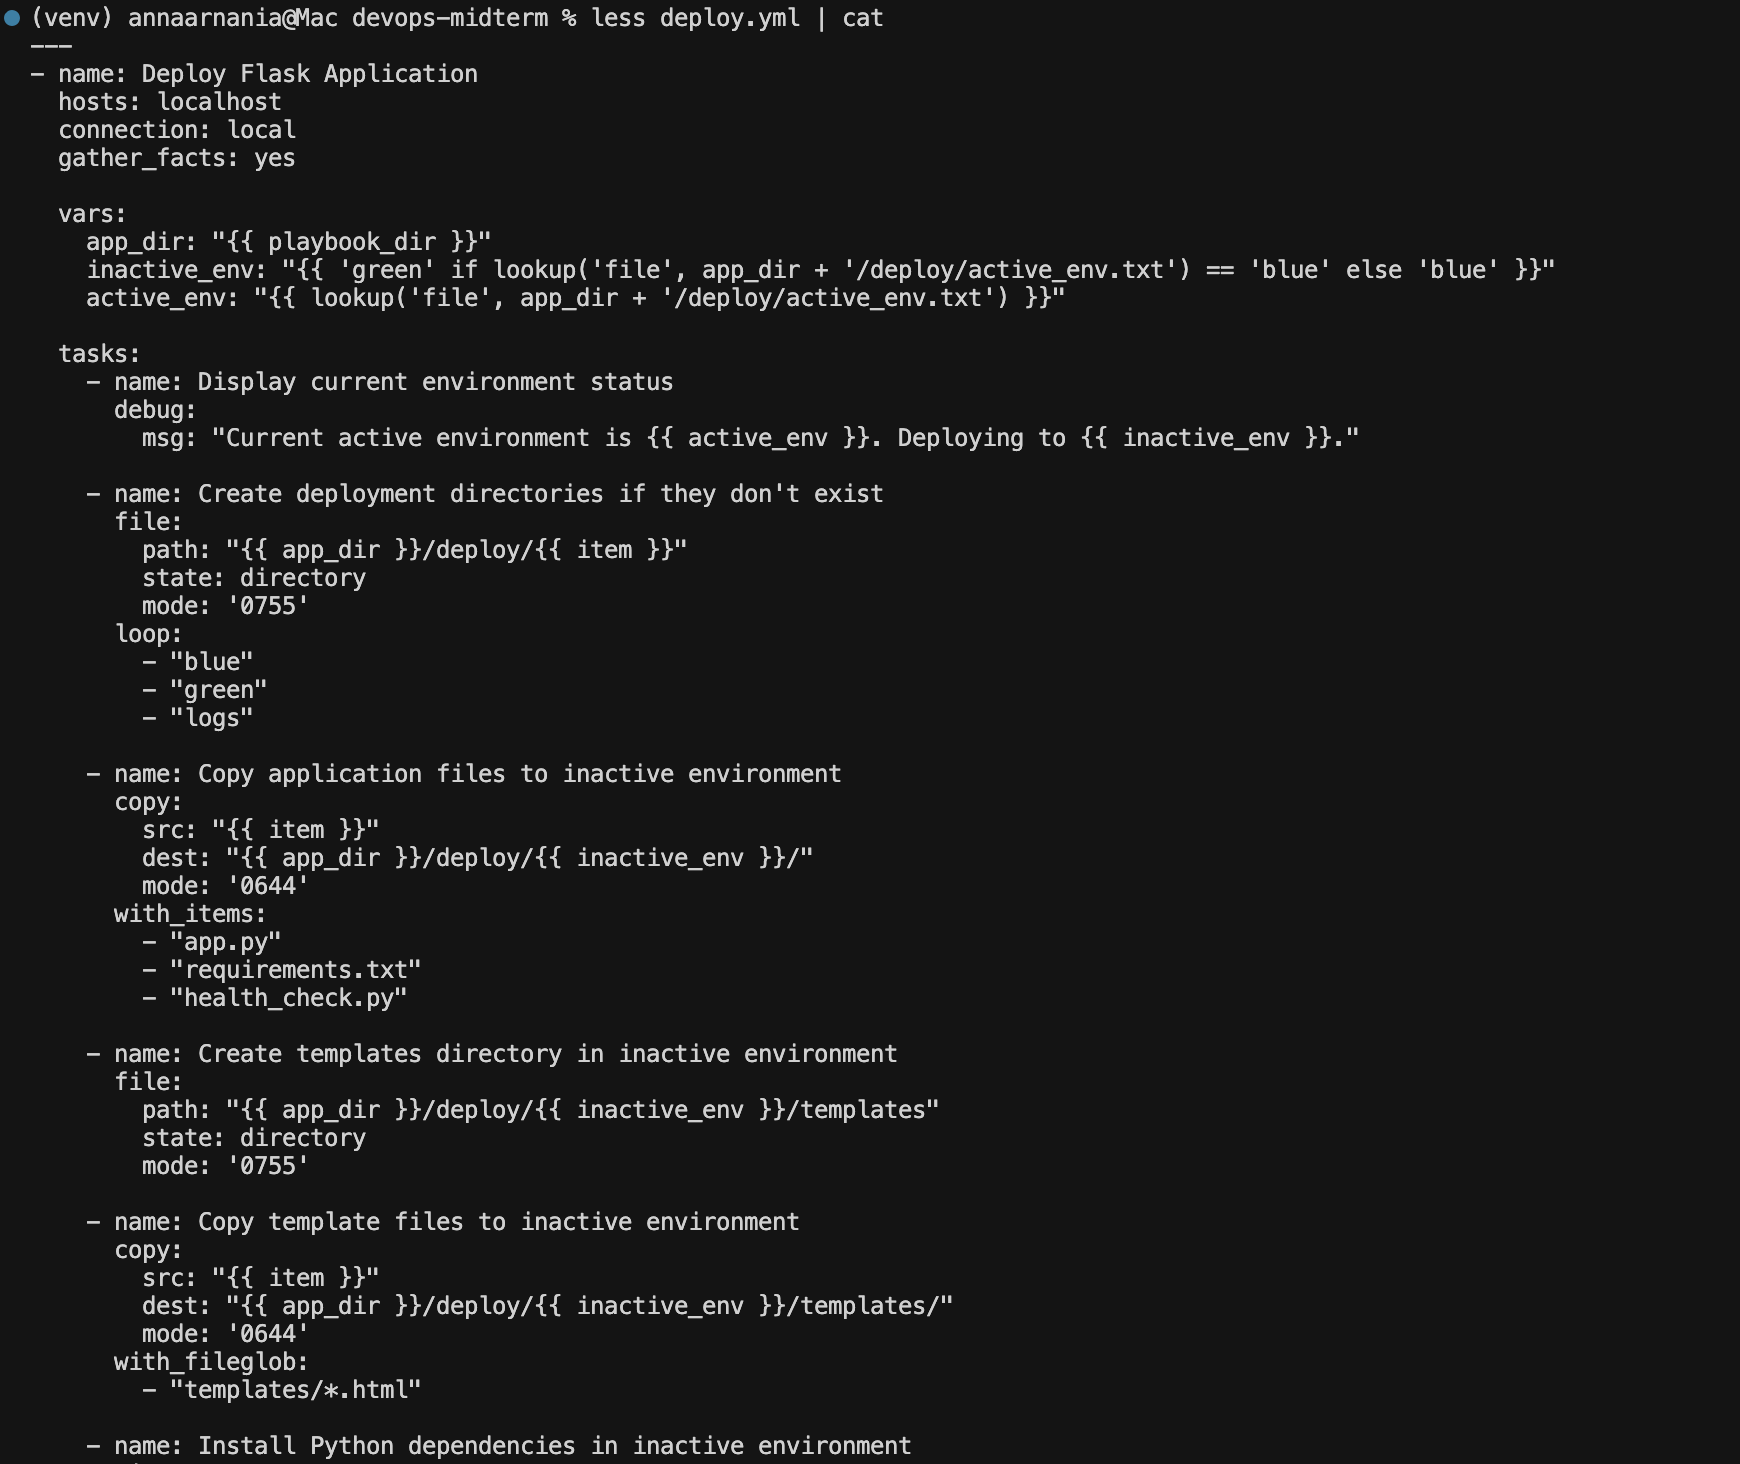 (venv) annaarnania@Mac devops-midterm % less deploy.yml | cat
---
- name: Deploy Flask Application
  hosts: localhost
  connection: local
  gather_facts: yes

  vars:
    app_dir: "{{ playbook_dir }}"
    inactive_env: "{{ 'green' if lookup('file', app_dir + '/deploy/active_env.txt') == 'blue' else 'blue' }}"
    active_env: "{{ lookup('file', app_dir + '/deploy/active_env.txt') }}"

  tasks:
    - name: Display current environment status
      debug:
        msg: "Current active environment is {{ active_env }}. Deploying to {{ inactive_env }}."

    - name: Create deployment directories if they don't exist
      file:
        path: "{{ app_dir }}/deploy/{{ item }}"
        state: directory
        mode: '0755'
      loop:
        - "blue"
        - "green"
        - "logs"

    - name: Copy application files to inactive environment
      copy:
        src: "{{ item }}"
        dest: "{{ app_dir }}/deploy/{{ inactive_env }}/"
        mode: '0644'
      with_items:
        - "app.py"
        - "requirements.txt"
        - "health_check.py"

    - name: Create templates directory in inactive environment
      file:
        path: "{{ app_dir }}/deploy/{{ inactive_env }}/templates"
        state: directory
        mode: '0755'

    - name: Copy template files to inactive environment
      copy:
        src: "{{ item }}"
        dest: "{{ app_dir }}/deploy/{{ inactive_env }}/templates/"
        mode: '0644'
      with_fileglob:
        - "templates/*.html"

    - name: Install Python dependencies in inactive environment